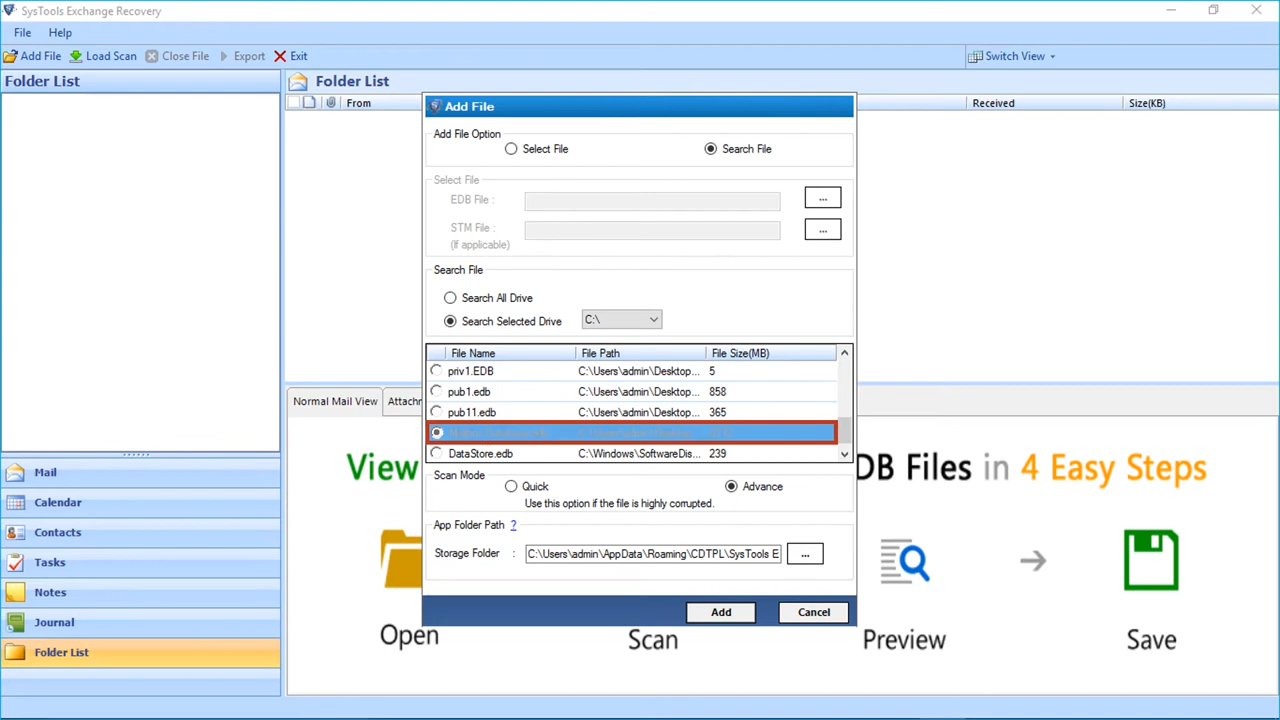 SysTools Exchange Recovery
File Help
Add File Load Scan Close File Export Exit Switch View
Folder List
Folder List
From Received Size(KB)
Add File
Add File Option
Select File Search File
Select File
EDB File : ...
STM File : ...
(If applicable)
Search File
Search All Drive
Search Selected Drive C:\
File Name File Path File Size(MB)
priv1.EDB C:\Users\admin\Desktop... 5
pub1.edb C:\Users\admin\Desktop... 858
pub11.edb C:\Users\admin\Desktop... 365
DataStore.edb C:\Windows\SoftwareDis... 239
Scan Mode
Quick Advance
Use this option if the file is highly corrupted.
App Folder Path ?
Storage Folder : C:\Users\admin\AppData\Roaming\CDTPL\SysTools E ...
Add Cancel
Normal Mail View Attachm
View DB Files in 4 Easy Steps
Open Scan Preview Save
Mail
Calendar
Contacts
Tasks
Notes
Journal
Folder List